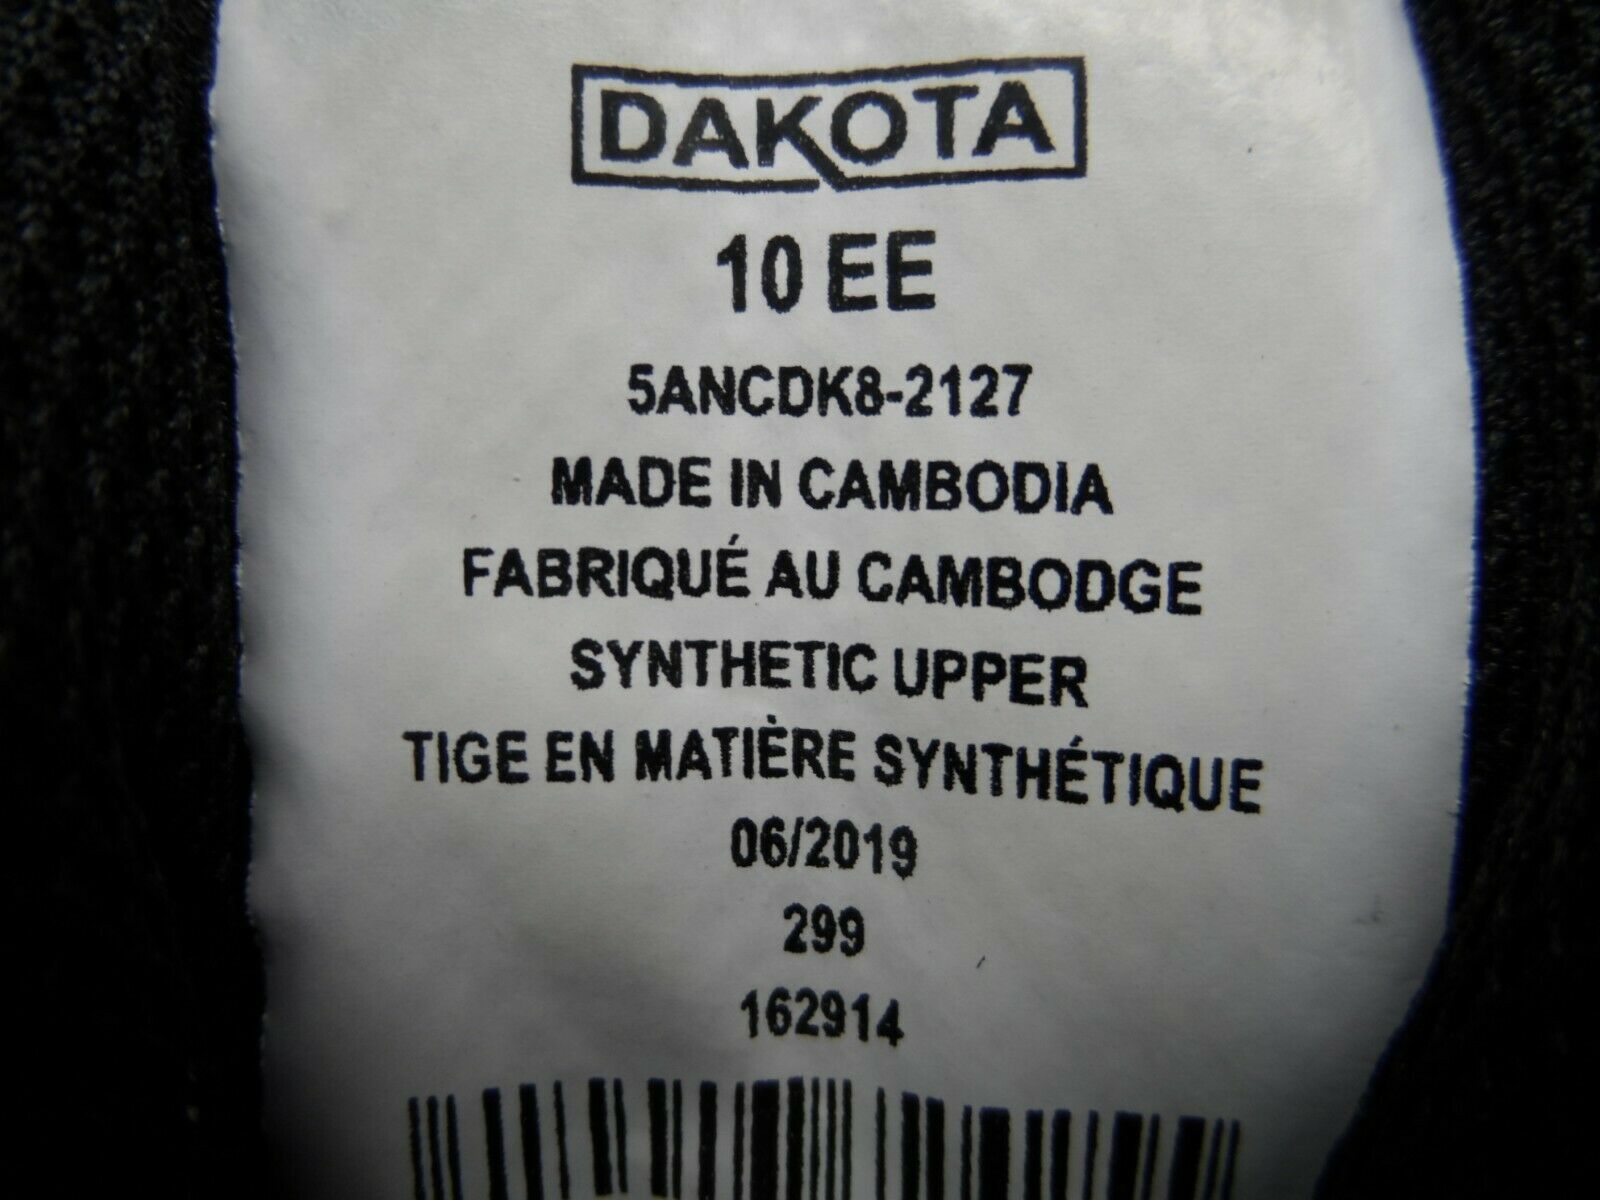 DAKOTA
10 EE
5ANCDK8-2127
MADE IN CAMBODIA
FABRIQUÉ AU CAMBODGE
SYNTHETIC UPPER
TIGE EN MATIÈRE SYNTHÉTIQUE
06/2019
299
162914